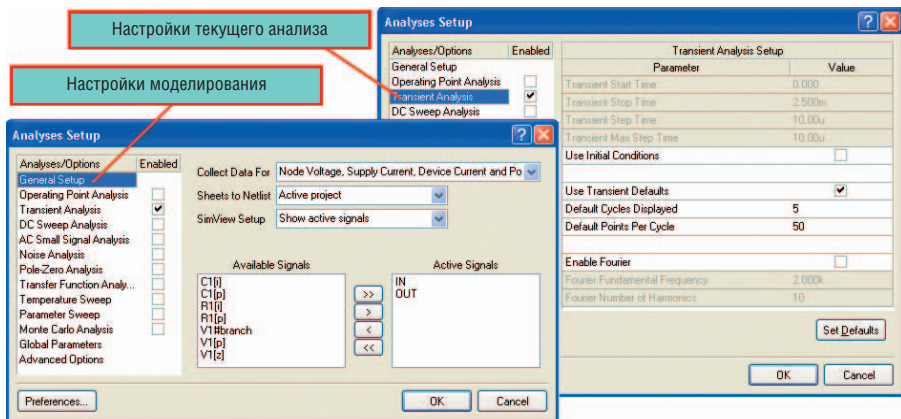 Настройки текущего анализа
Настройки моделирования
Analyses Setup
Analyses/Options Enabled
General Setup
Operating Point Analysis
Transient Analysis
DC Sweep Analysis
Transient Analysis Setup
Parameter Value
Transient Start Time 0.000
Transient Stop Time 2.500m
Transient Step Time 10.00u
Transient Max Step Time 10.00u
Use Initial Conditions
Use Transient Defaults
Default Cycles Displayed 5
Default Points Per Cycle 50
Enable Fourier
Fourier Fundamental Frequency 2.000k
Fourier Number of Harmonics 10
Set Defaults
OK Cancel
Analyses Setup
Analyses/Options Enabled
General Setup
Operating Point Analysis
Transient Analysis
DC Sweep Analysis
AC Small Signal Analysis
Noise Analysis
Pole-Zero Analysis
Transfer Function Analy...
Temperature Sweep
Parameter Sweep
Monte Carlo Analysis
Global Parameters
Advanced Options
Collect Data For Node Voltage, Supply Current, Device Current and Po
Sheets to Netlist Active project
SimView Setup Show active signals
Available Signals
C1[i]
C1[p]
R1[i]
R1[p]
V1#branch
V1[p]
V1[z]
>>
>
<
<<
Active Signals
IN
OUT
Preferences... OK Cancel